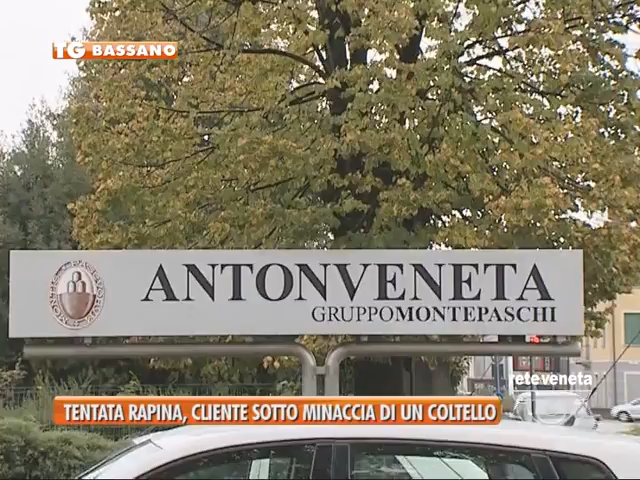 TG BASSANO
ANTONVENETA
GRUPPOMONTEPASCHI
reteveneta
TENTATA RAPINA, CLIENTE SOTTO MINACCIA DI UN COLTELLO